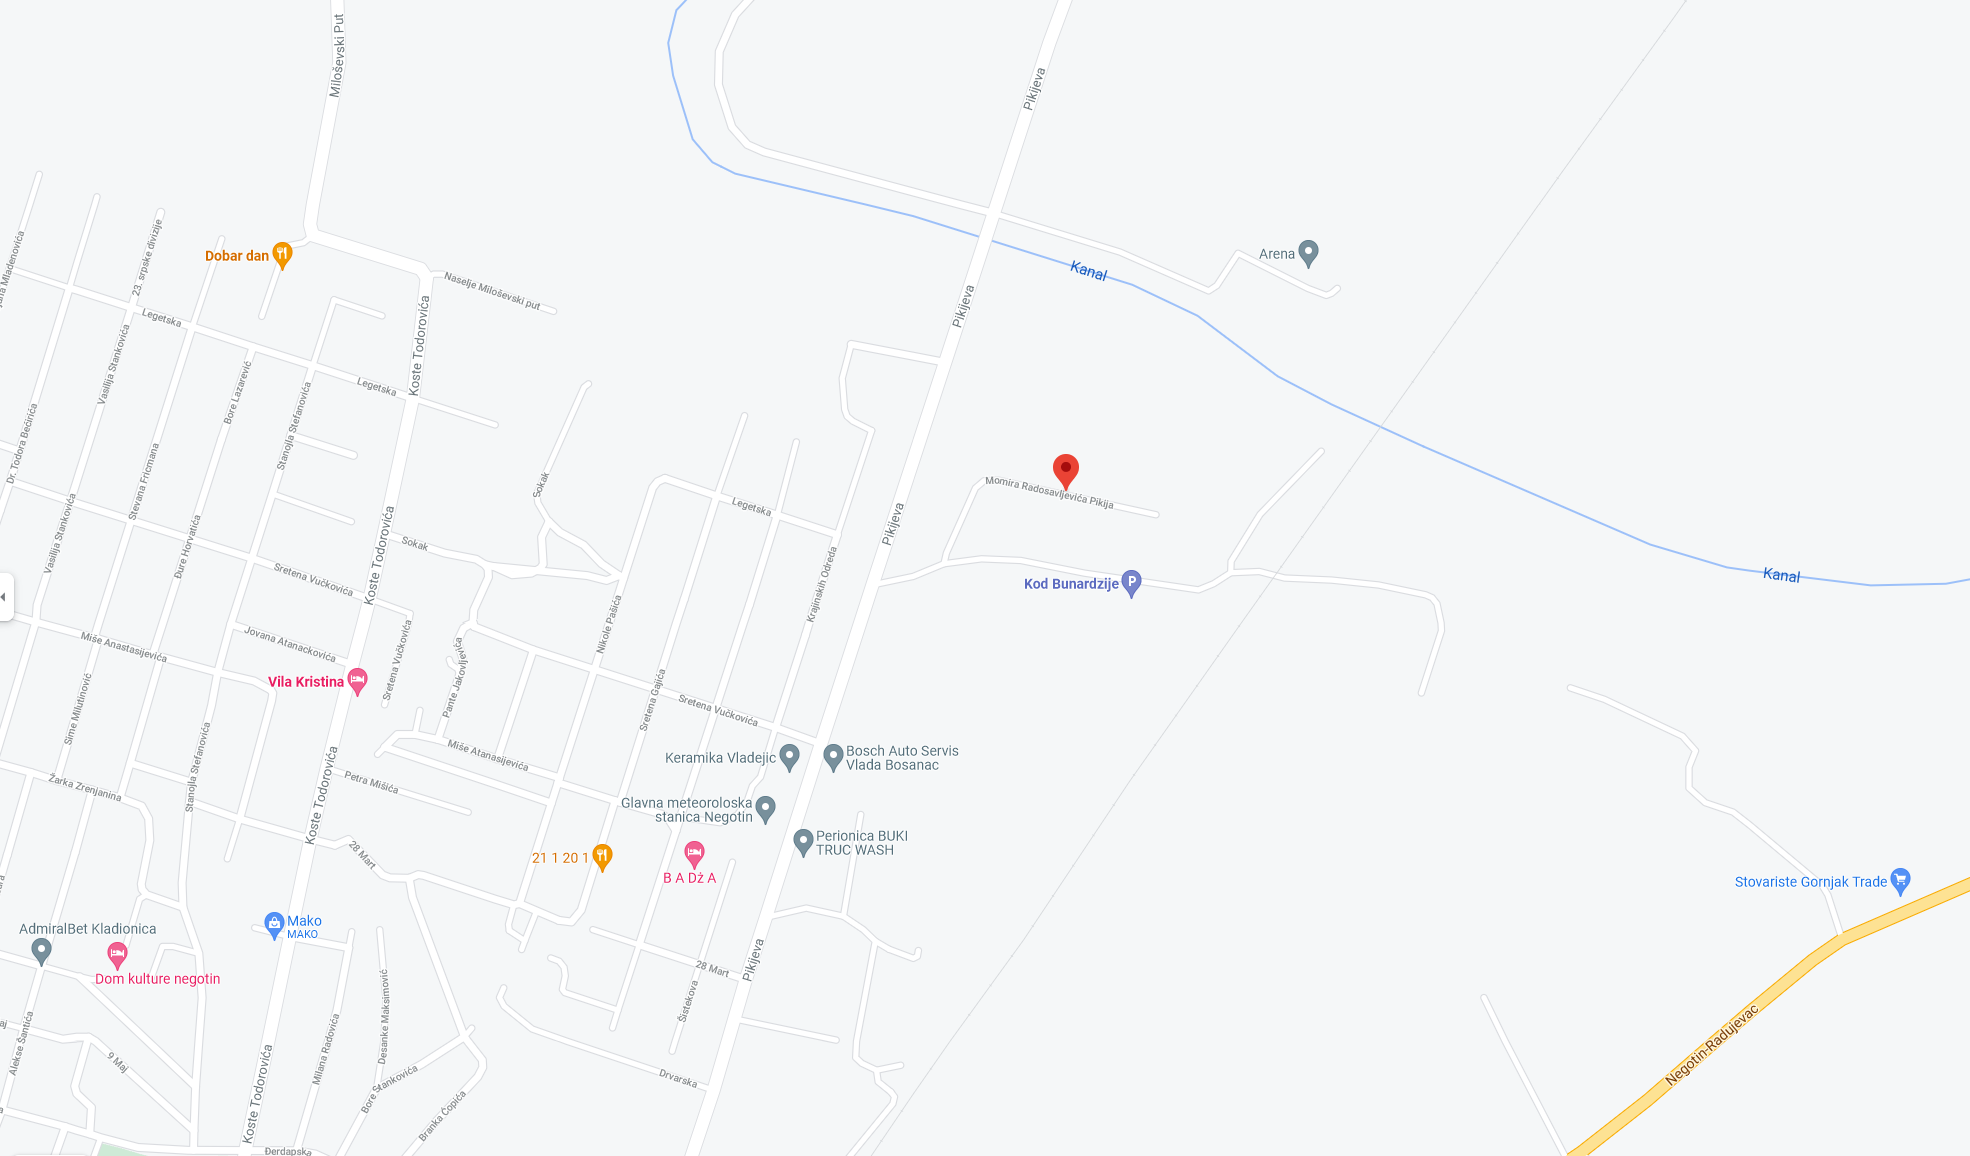 Miloševski Put
Pikijeva
Dobar dan
23. srpske divizije
Naselje Miloševski put
Kanal
Arena
Legetska
Koste Todorovića
Pikijeva
Vasilija Stankovića
Bore Lazarević
Legetska
Stanojla Stefanovića
Dr. Todora Bećirića
Stevana Fricmana
Sokak
Momira Radosavljevića Pikija
Legetska
Pikijeva
Vasilija Stankovića
Đure Horvatića
Koste Todorovića
Sokak
Sretena Vučkovića
Krajinskih Odreda
Kod Bunardzije
P
Kanal
Nikole Pašića
Miše Anastasijevića
Jovana Atanackovića
Sretena Vučkovića
Pante Jakovljevića
Vila Kristina
Sime Milutinović
Sretena Gajića
Sretena Vučkovića
Stanojla Stefanovića
Koste Todorovića
Miše Atanasijevića
Keramika Vladejic
Bosch Auto Servis
Vlada Bosanac
Žarka Zrenjanina
Petra Mišića
Glavna meteoroloska
stanica Negotin
Perionica BUKI
TRUC WASH
28 Mart
21 1 20 1
B A Dż A
Stovariste Gornjak Trade
AdmiralBet Kladionica
Mako
MAKO
Dom kulture negotin
28 Mart
Pikijeva
Šistekova
Desanke Maksimović
Alekse Šantića
9 Maj
Milana Radovića
Koste Todorovića
Bore Stankovića
Branka Ćopića
Drvarska
Negotin-Radujevac
Đerdapska